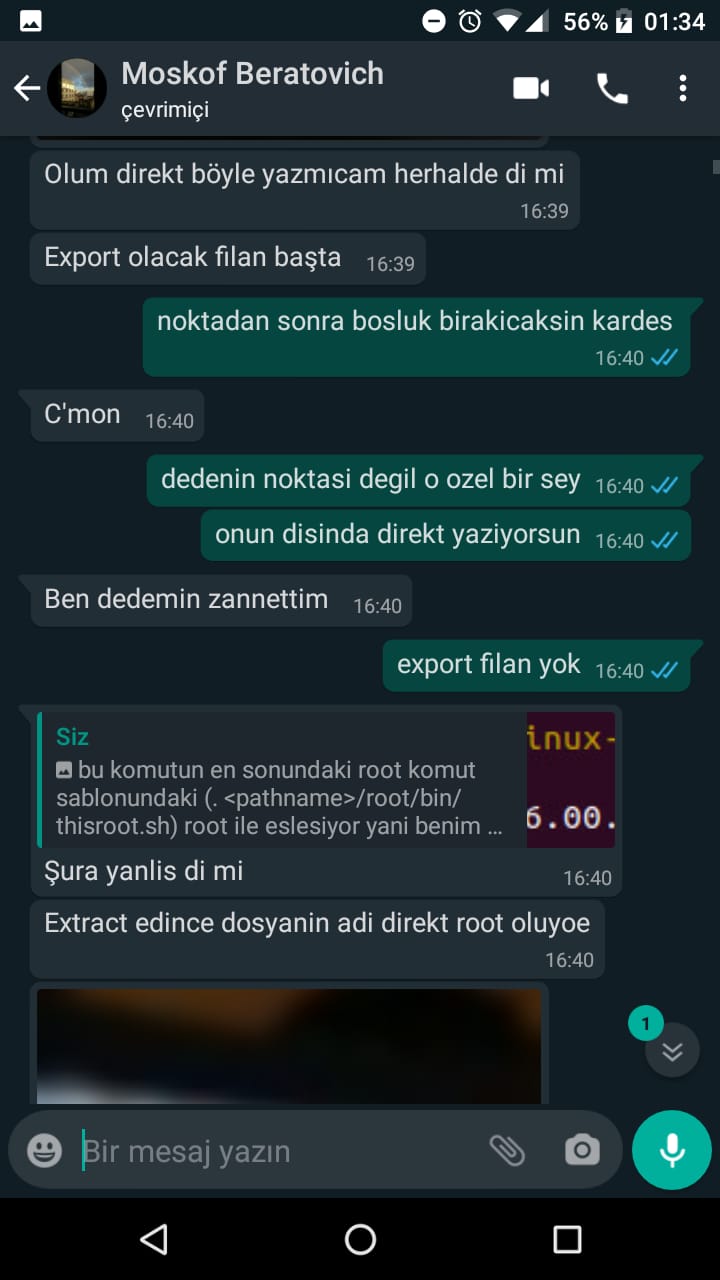 56% 01:34
Moskof Beratovich
çevrimiçi
Olum direkt böyle yazmıcam herhalde di mi
16:39
Export olacak filan başta 16:39
noktadan sonra bosluk birakicaksin kardes
16:40
C'mon 16:40
dedenin noktasi degil o ozel bir sey 16:40
onun disinda direkt yaziyorsun 16:40
Ben dedemin zannettim 16:40
export filan yok 16:40
Siz
bu komutun en sonundaki root komut
sablonundaki (. <pathname>/root/bin/
thisroot.sh) root ile eslesiyor yani benim ...
inux-
6.00.
Şura yanlis di mi
16:40
Extract edince dosyanin adi direkt root oluyoe
16:40
1
Bir mesaj yazın